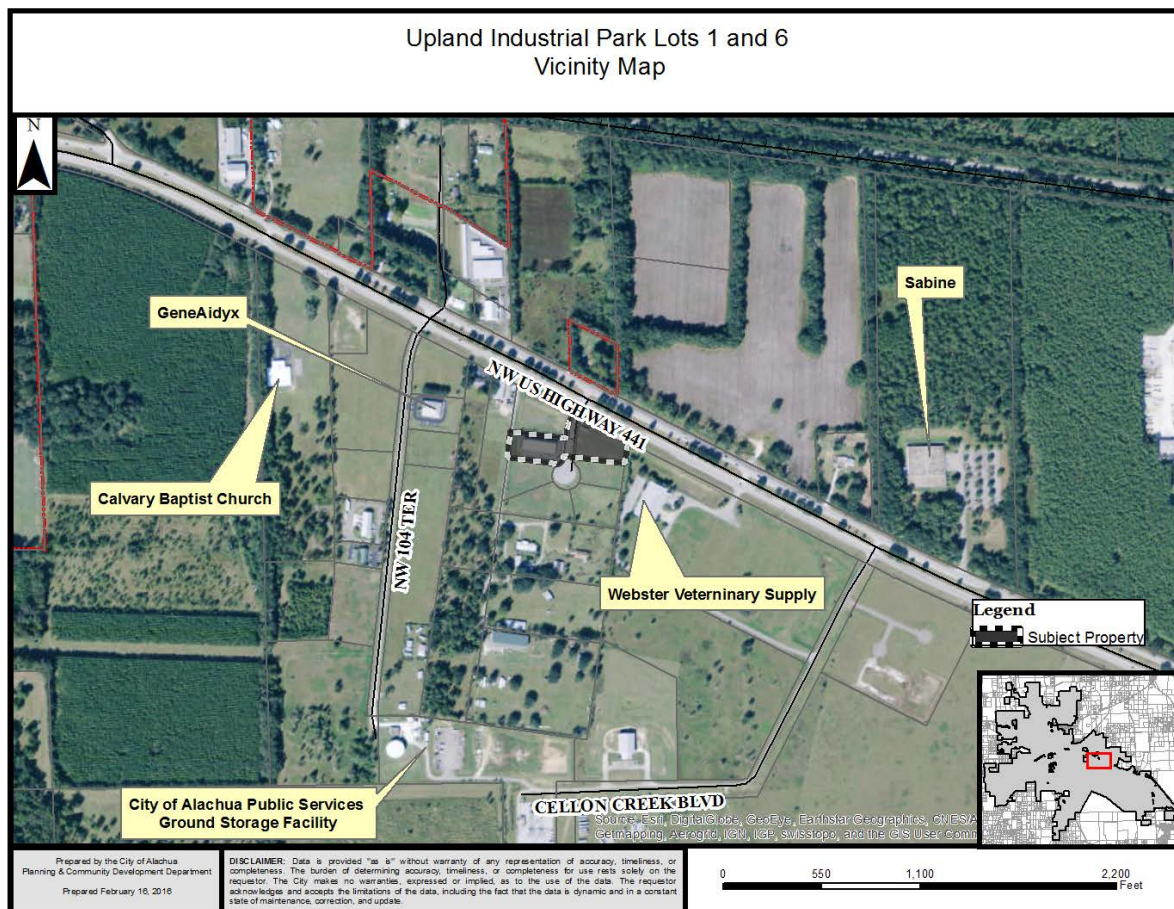 Upland Industrial Park Lots 1 and 6
Vicinity Map
N
GeneAidyx
Sabine
NW US HIGHWAY 441
Calvary Baptist Church
NW 104 TER
Webster Veterninary Supply
Legend
Subject Property
City of Alachua Public Services
Ground Storage Facility
CELLON CREEK BLVD
Source: Esri, DigitalGlobe, GeoEye, Earthstar Geographics, CNES/A
Getmapping, Aerogrid, IGN, IGP, swisstopo, and the GIS User Comm
Prepared by the City of Alachua
Planning & Community Development Department
Prepared February 16, 2016
DISCLAIMER: Data is provided "as is" without warranty of any representation of accuracy, timeliness, or
completeness. The burden of determining accuracy, timeliness, or completeness for use rests solely on the
requestor. The City makes no warranties, expressed or implied, as to the use of the data. The requestor
acknowledges and accepts the limitations of the data, including the fact that the data is dynamic and in a constant
state of maintenance, correction, and update.
0 550 1,100 2,200
Feet